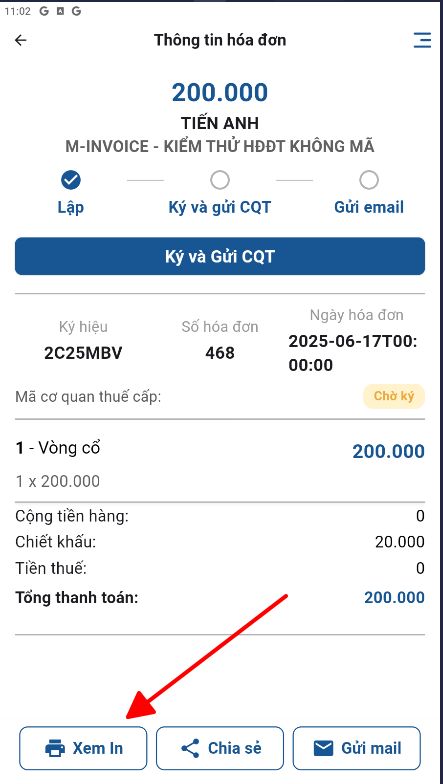 11:02 G A G
Thông tin hóa đơn
200.000
TIẾN ANH
M-INVOICE - KIỂM THỬ HĐĐT KHÔNG MÃ
Lập Ký và gửi CQT Gửi email
Ký và Gửi CQT
Ký hiệu Số hóa đơn Ngày hóa đơn
2C25MBV 468 2025-06-17T00:
00:00
Mã cơ quan thuế cấp: Chờ ký
1 - Vòng cổ 200.000
1 x 200.000
Cộng tiền hàng: 0
Chiết khấu: 20.000
Tiền thuế: 0
Tổng thanh toán: 200.000
Xem In Chia sẻ Gửi mail